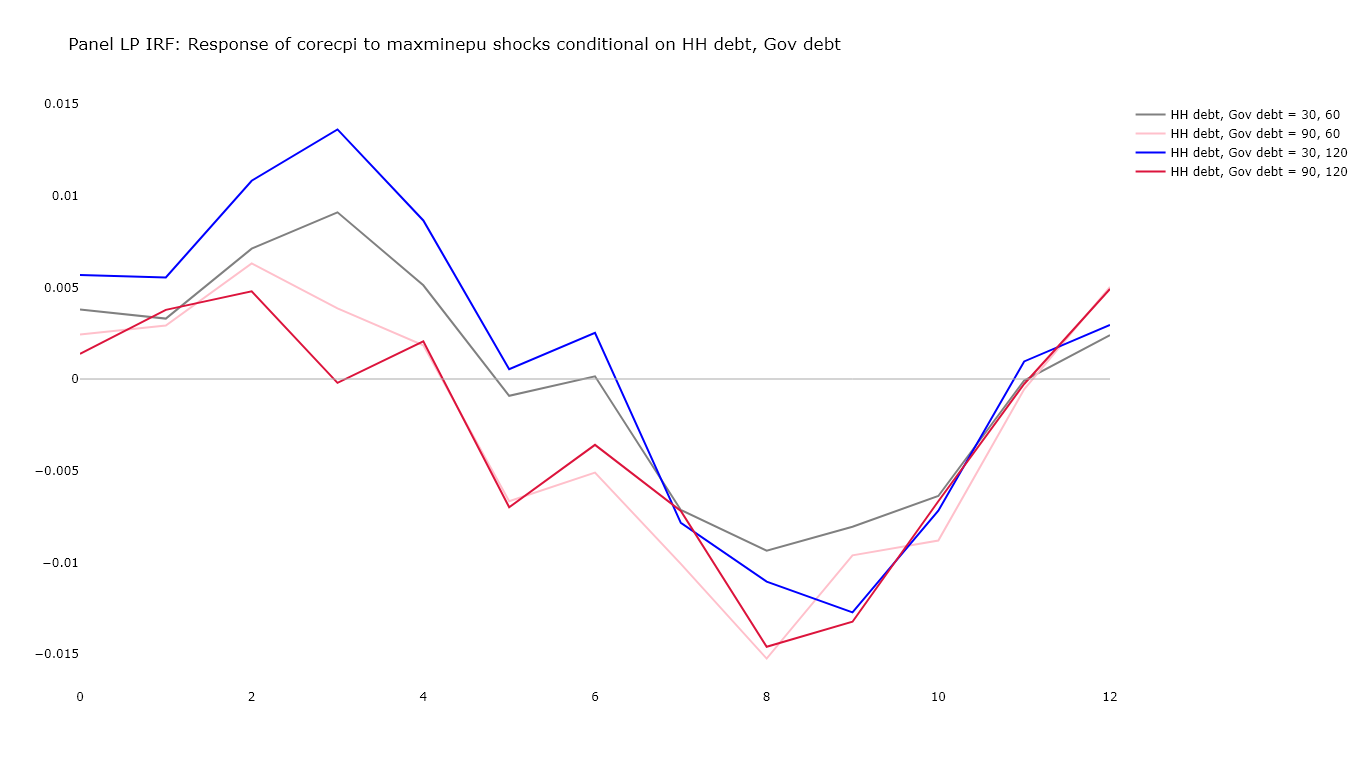 Panel LP IRF: Response of corecpi to maxminepu shocks conditional on HH debt, Gov debt
0.015
0.01
0.005
0
−0.005
−0.01
−0.015
0 2 4 6 8 10 12
HH debt, Gov debt = 30, 60
HH debt, Gov debt = 90, 60
HH debt, Gov debt = 30, 120
HH debt, Gov debt = 90, 120